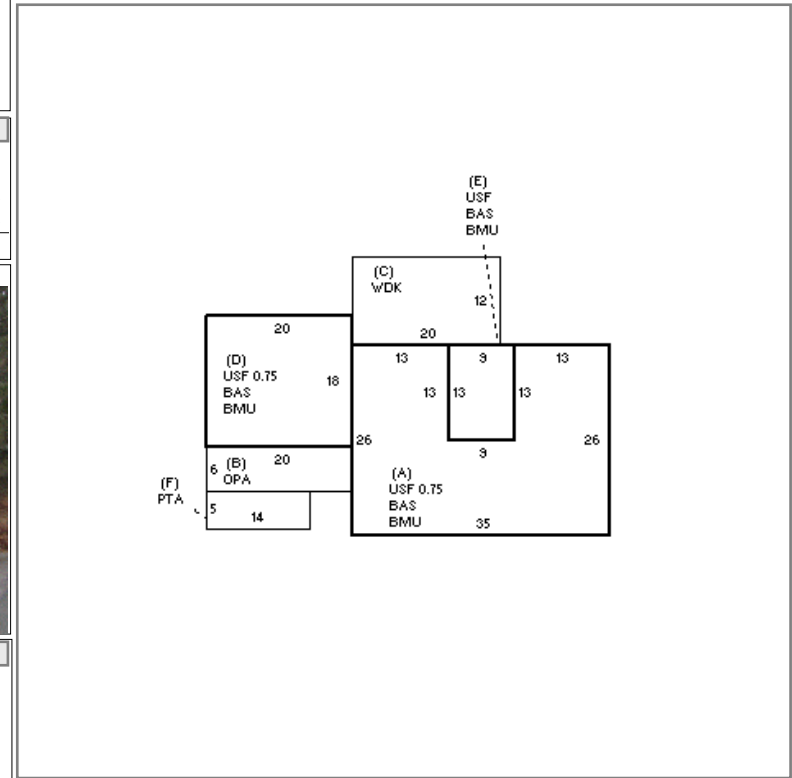 (E)
USF
BAS
BMU
(C)
WDK
12
20
20
(D)
USF 0.75
BAS
BMU
18
13
9
13
13
13
13
26
26
9
6
(B)
OPA
20
(A)
USF 0.75
BAS
BMU
35
(F)
PTA
5
14